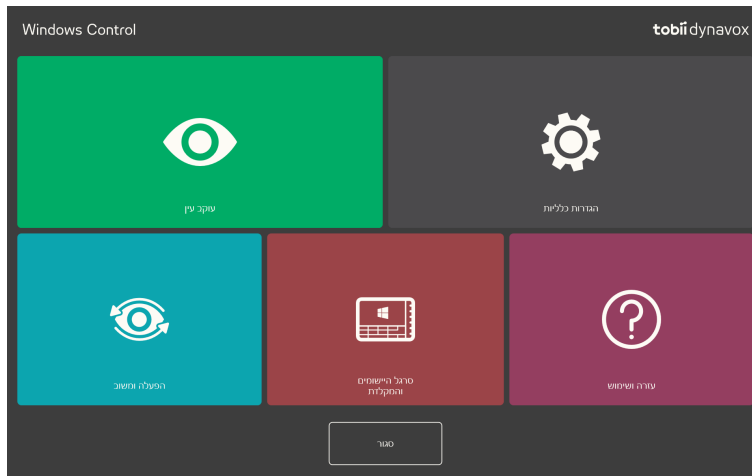 Windows Control
tobii dynavox
עוקב עין
הגדרות כלליות
הפעלה ומשוב
סרגל היישומים
והמקלדת
עזרה ושימוש
סגור